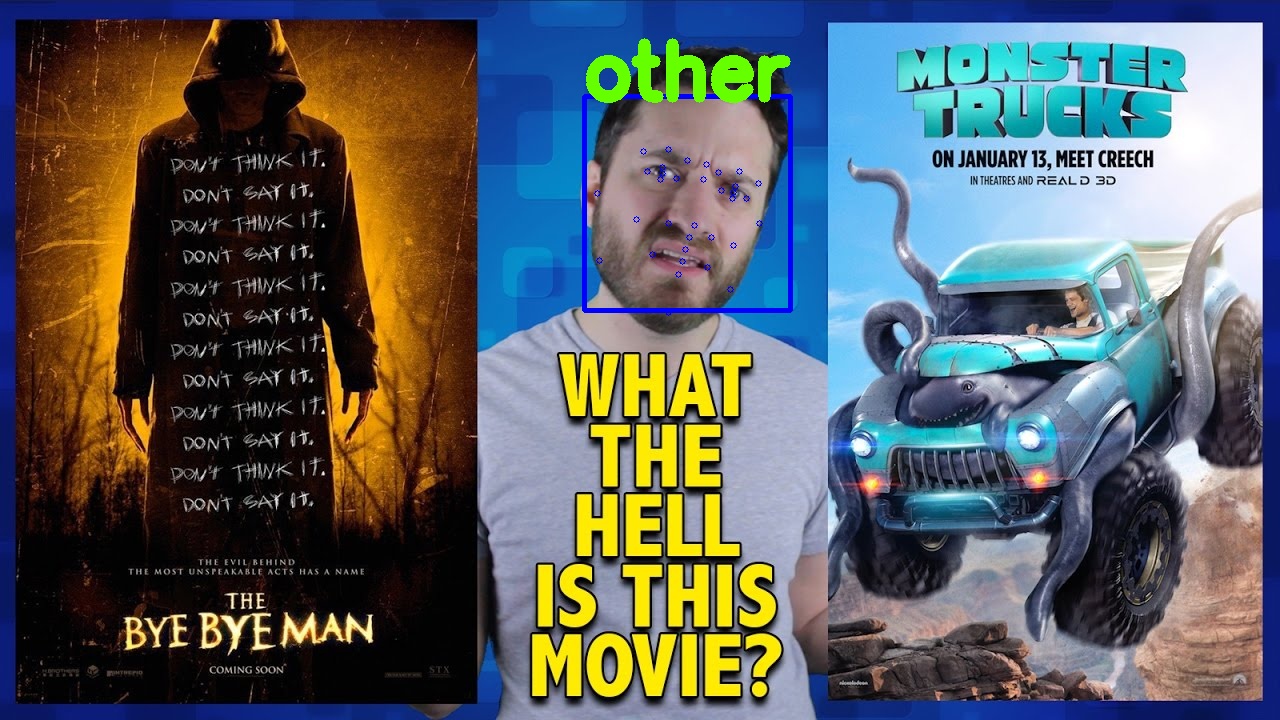 DON'T THINK IT.
DON'T SAY IT.
DON'T THINK IT.
DON'T SAY IT.
DON'T THINK IT.
DON'T SAY IT.
DON'T THINK IT.
DON'T SAY IT.
DON'T THINK IT.
DON'T SAY IT.
DON'T THINK IT.
DON'T SAY IT.
THE EVIL BEHIND
THE MOST UNSPEAKABLE ACTS HAS A NAME
THE
BYE BYE MAN
COMING SOON
INTREPID
STX
other
WHAT
THE
HELL
IS THIS
MOVIE?
MONSTER
TRUCKS
ON JANUARY 13, MEET CREECH
IN THEATRES AND REAL D 3D
nickelodeon